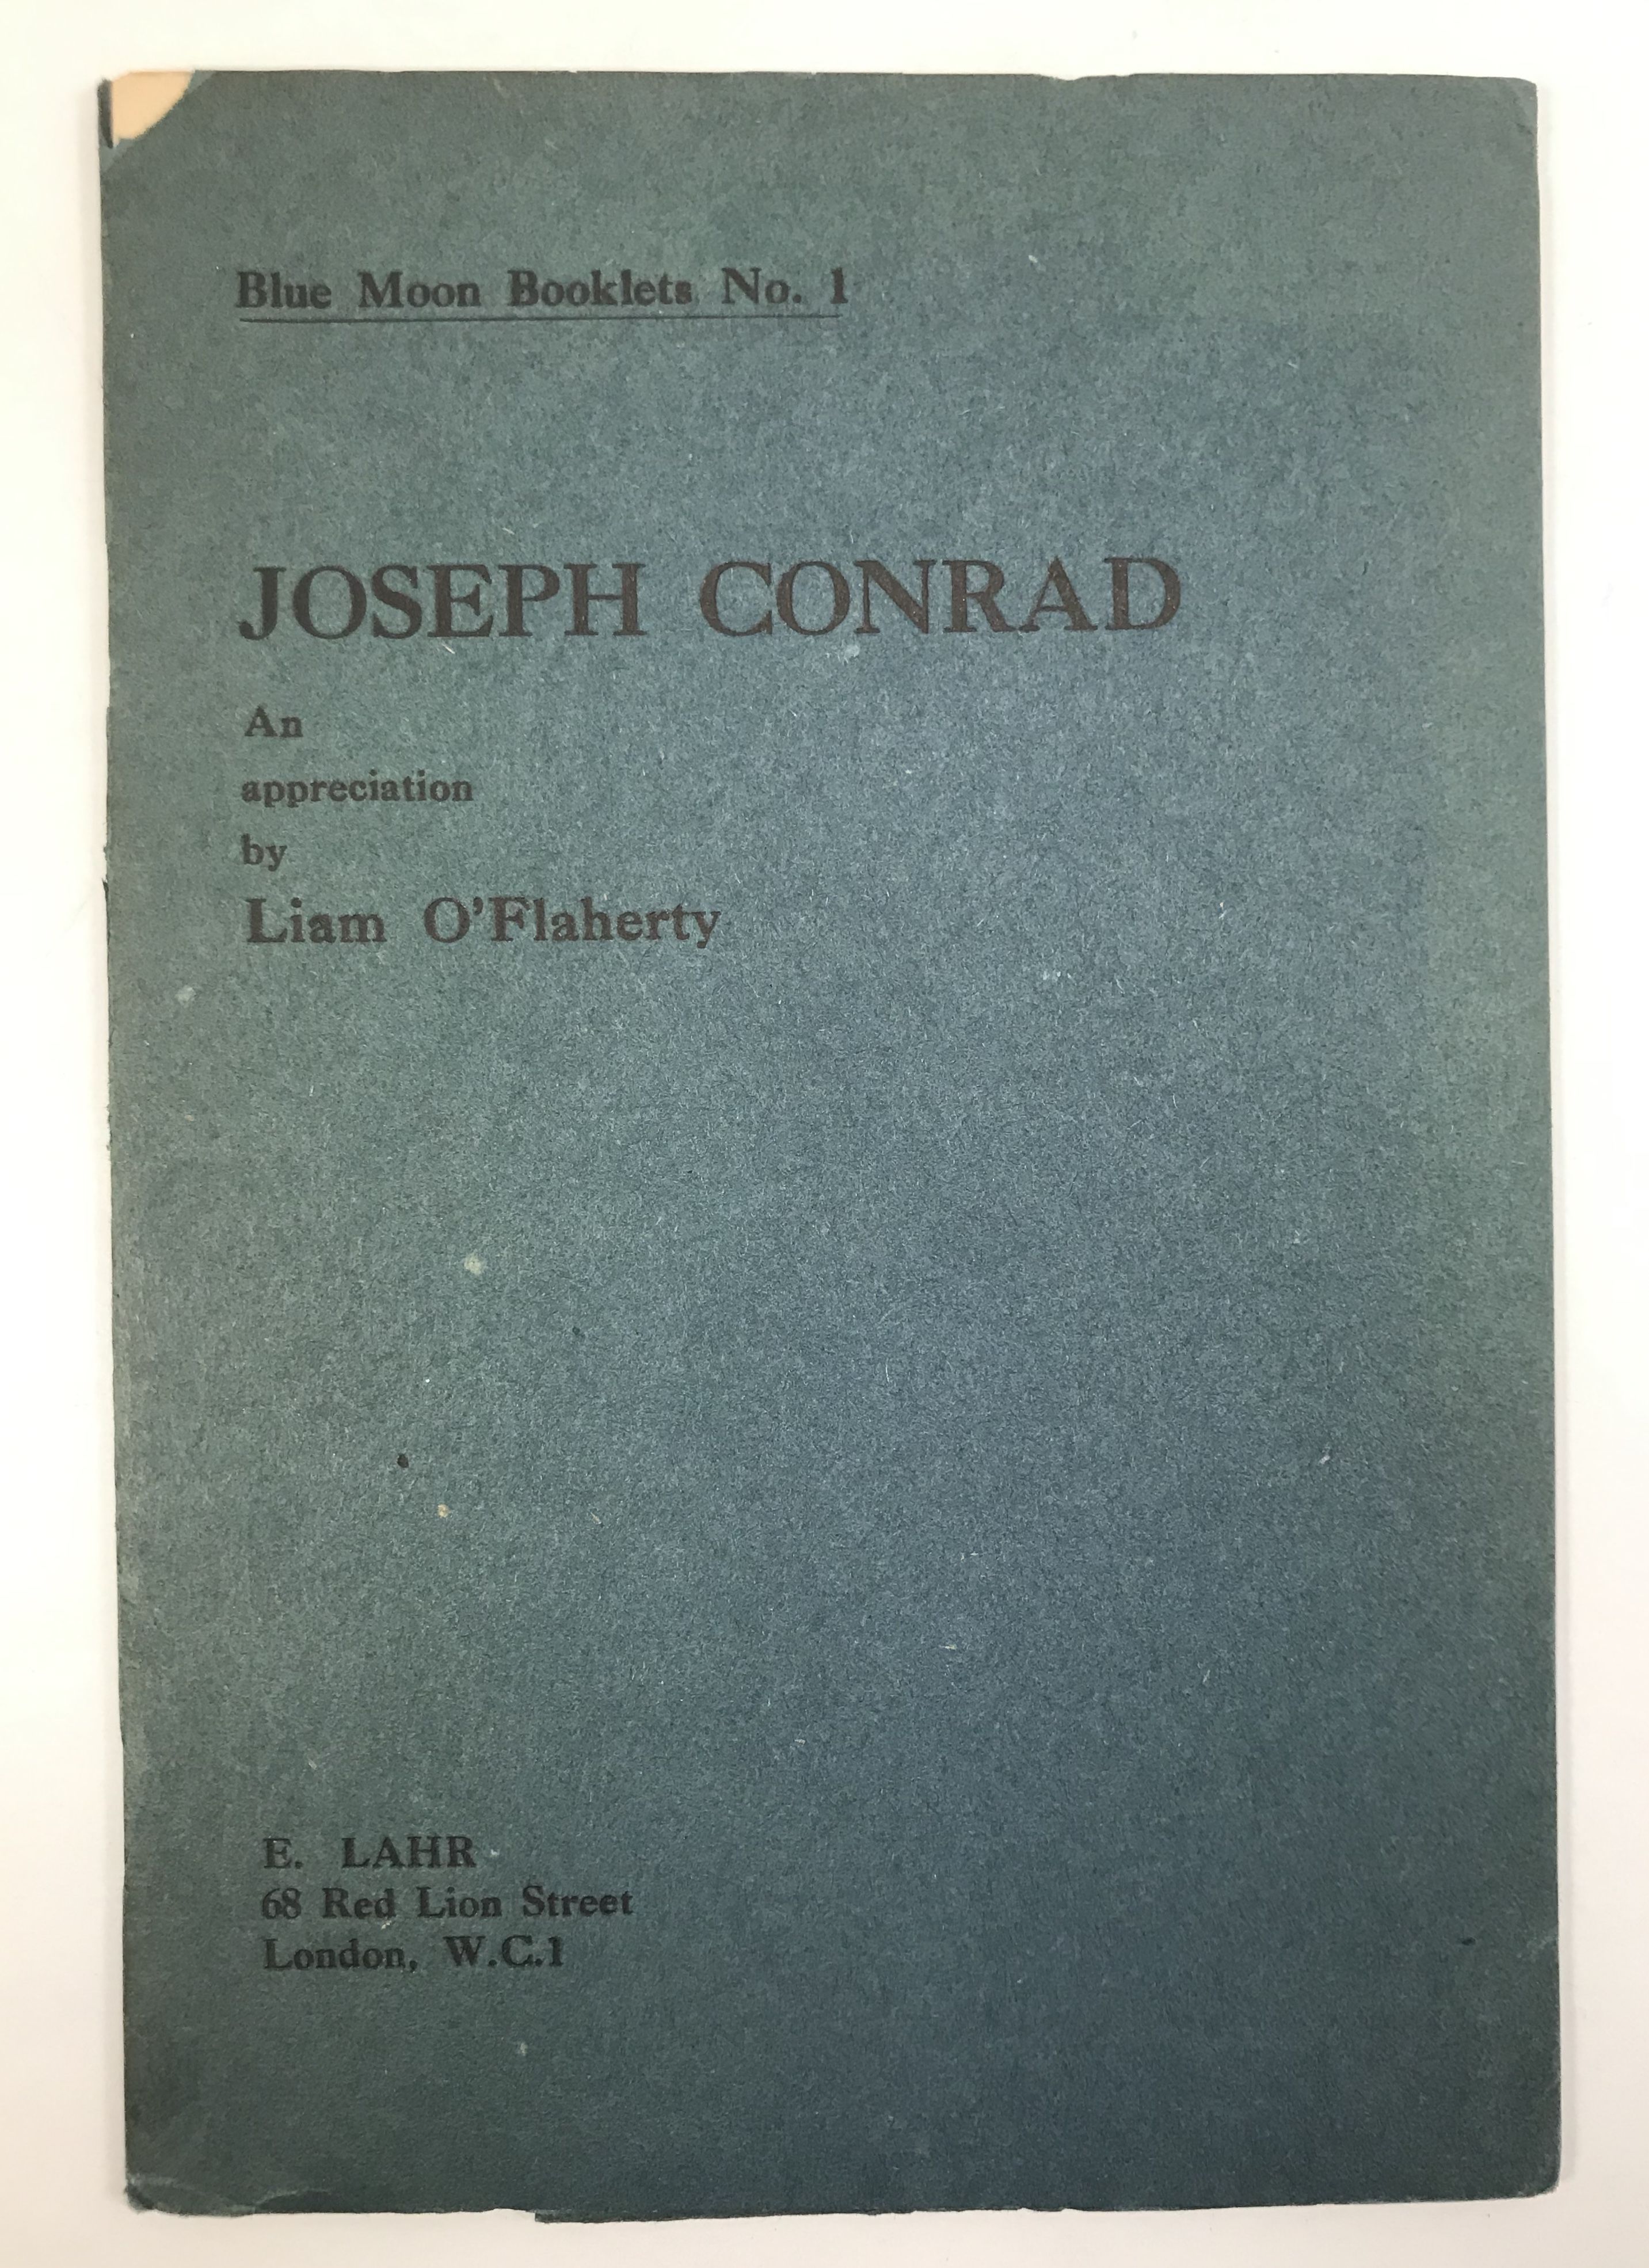 Blue Moon Booklets No. 1
JOSEPH CONRAD
An
appreciation
by
Liam O'Flaherty
E. LAHR
68 Red Lion Street
London, W.C.1